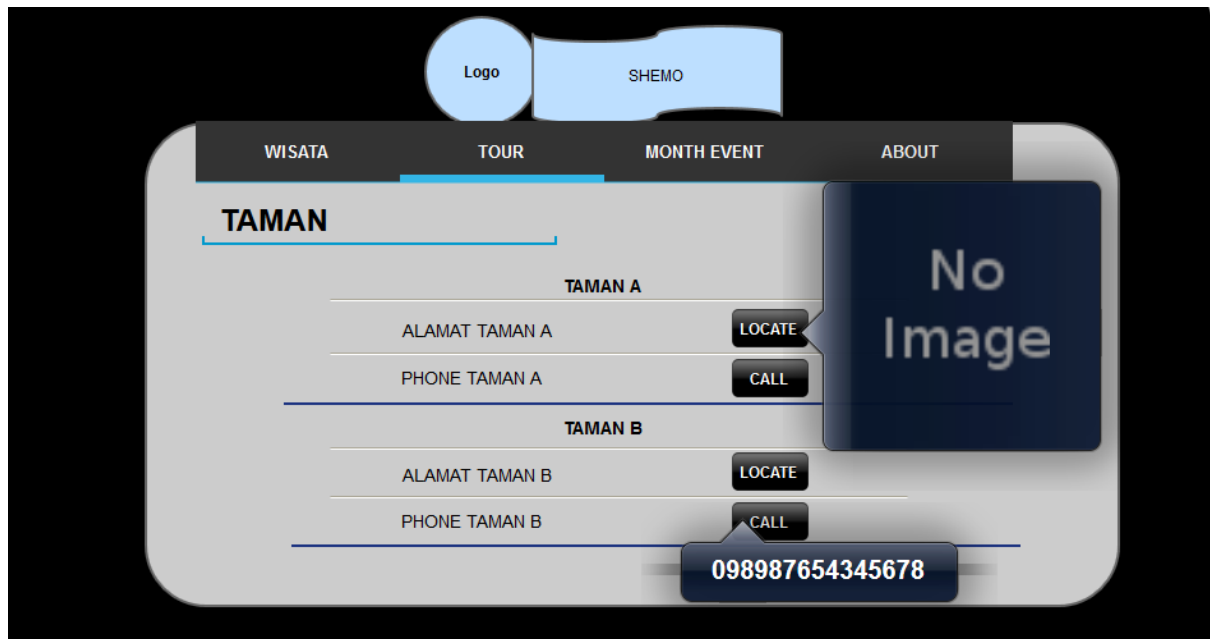 Logo
SHEMO
WISATA TOUR MONTH EVENT ABOUT
TAMAN
No
Image
TAMAN A
ALAMAT TAMAN A LOCATE
PHONE TAMAN A CALL
TAMAN B
ALAMAT TAMAN B LOCATE
PHONE TAMAN B CALL
098987654345678